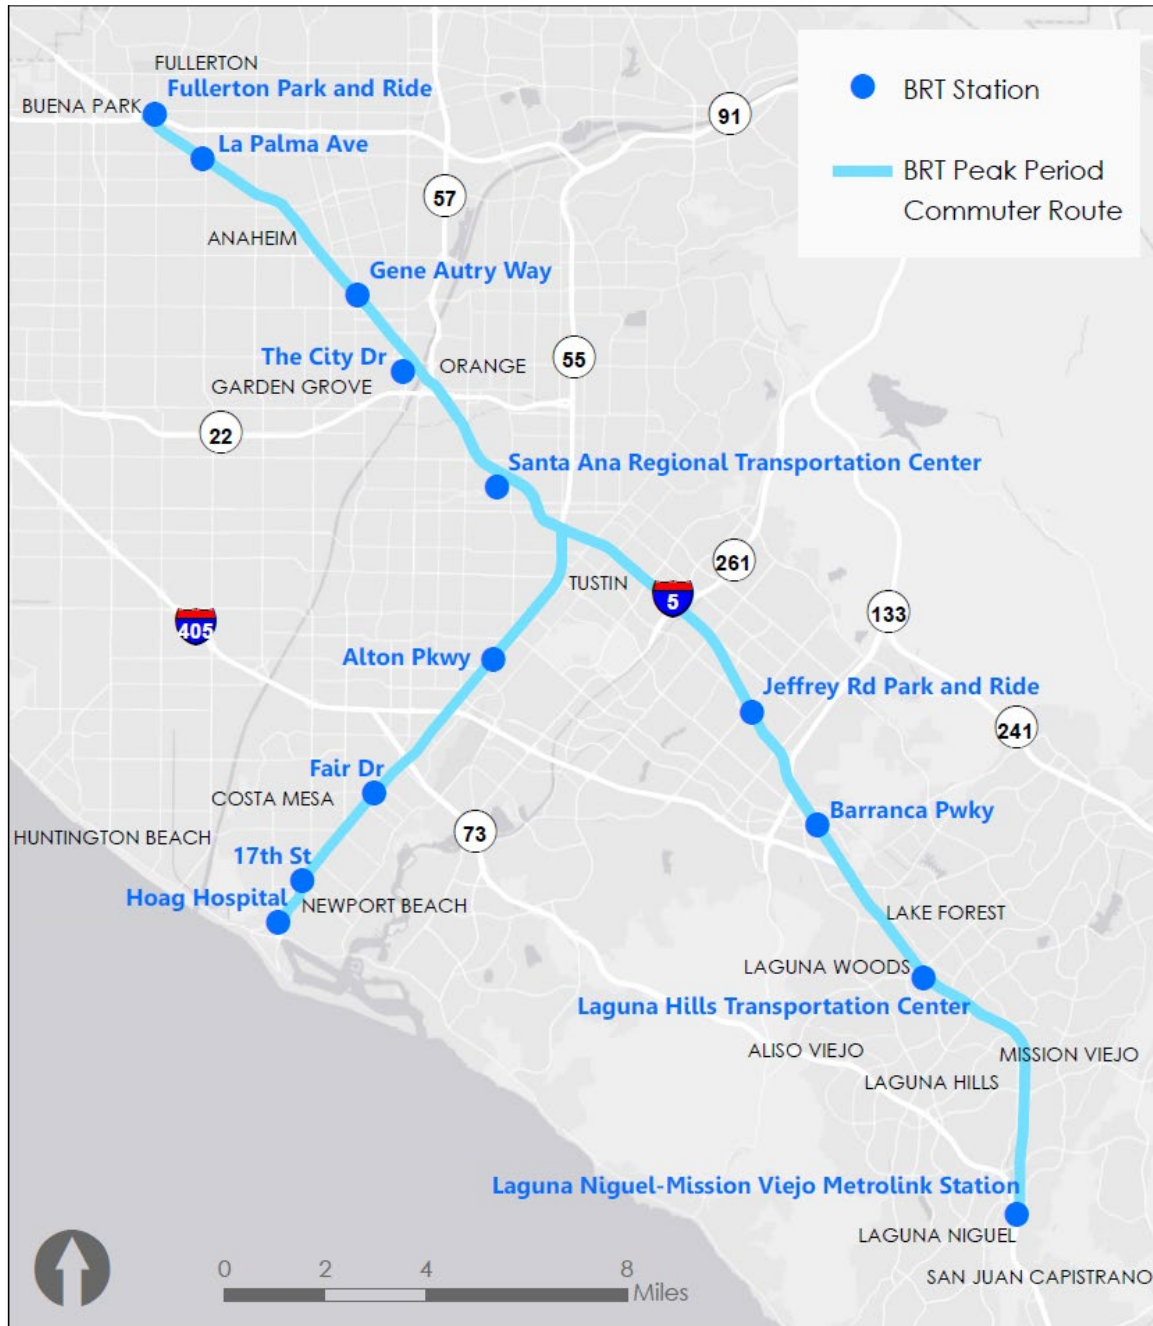 FULLERTON
Fullerton Park and Ride
BUENA PARK
BRT Station
91
La Palma Ave
BRT Peak Period
Commuter Route
57
ANAHEIM
Gene Autry Way
The City Dr
ORANGE
55
GARDEN GROVE
22
Santa Ana Regional Transportation Center
261
TUSTIN
5
133
405
Alton Pkwy
Jeffrey Rd Park and Ride
241
Fair Dr
COSTA MESA
Barranca Pwky
HUNTINGTON BEACH
73
17th St
Hoag Hospital
NEWPORT BEACH
LAKE FOREST
LAGUNA WOODS
Laguna Hills Transportation Center
ALISO VIEJO
MISSION VIEJO
LAGUNA HILLS
Laguna Niguel-Mission Viejo Metrolink Station
LAGUNA NIGUEL
0 2 4 8
Miles
SAN JUAN CAPISTRANO